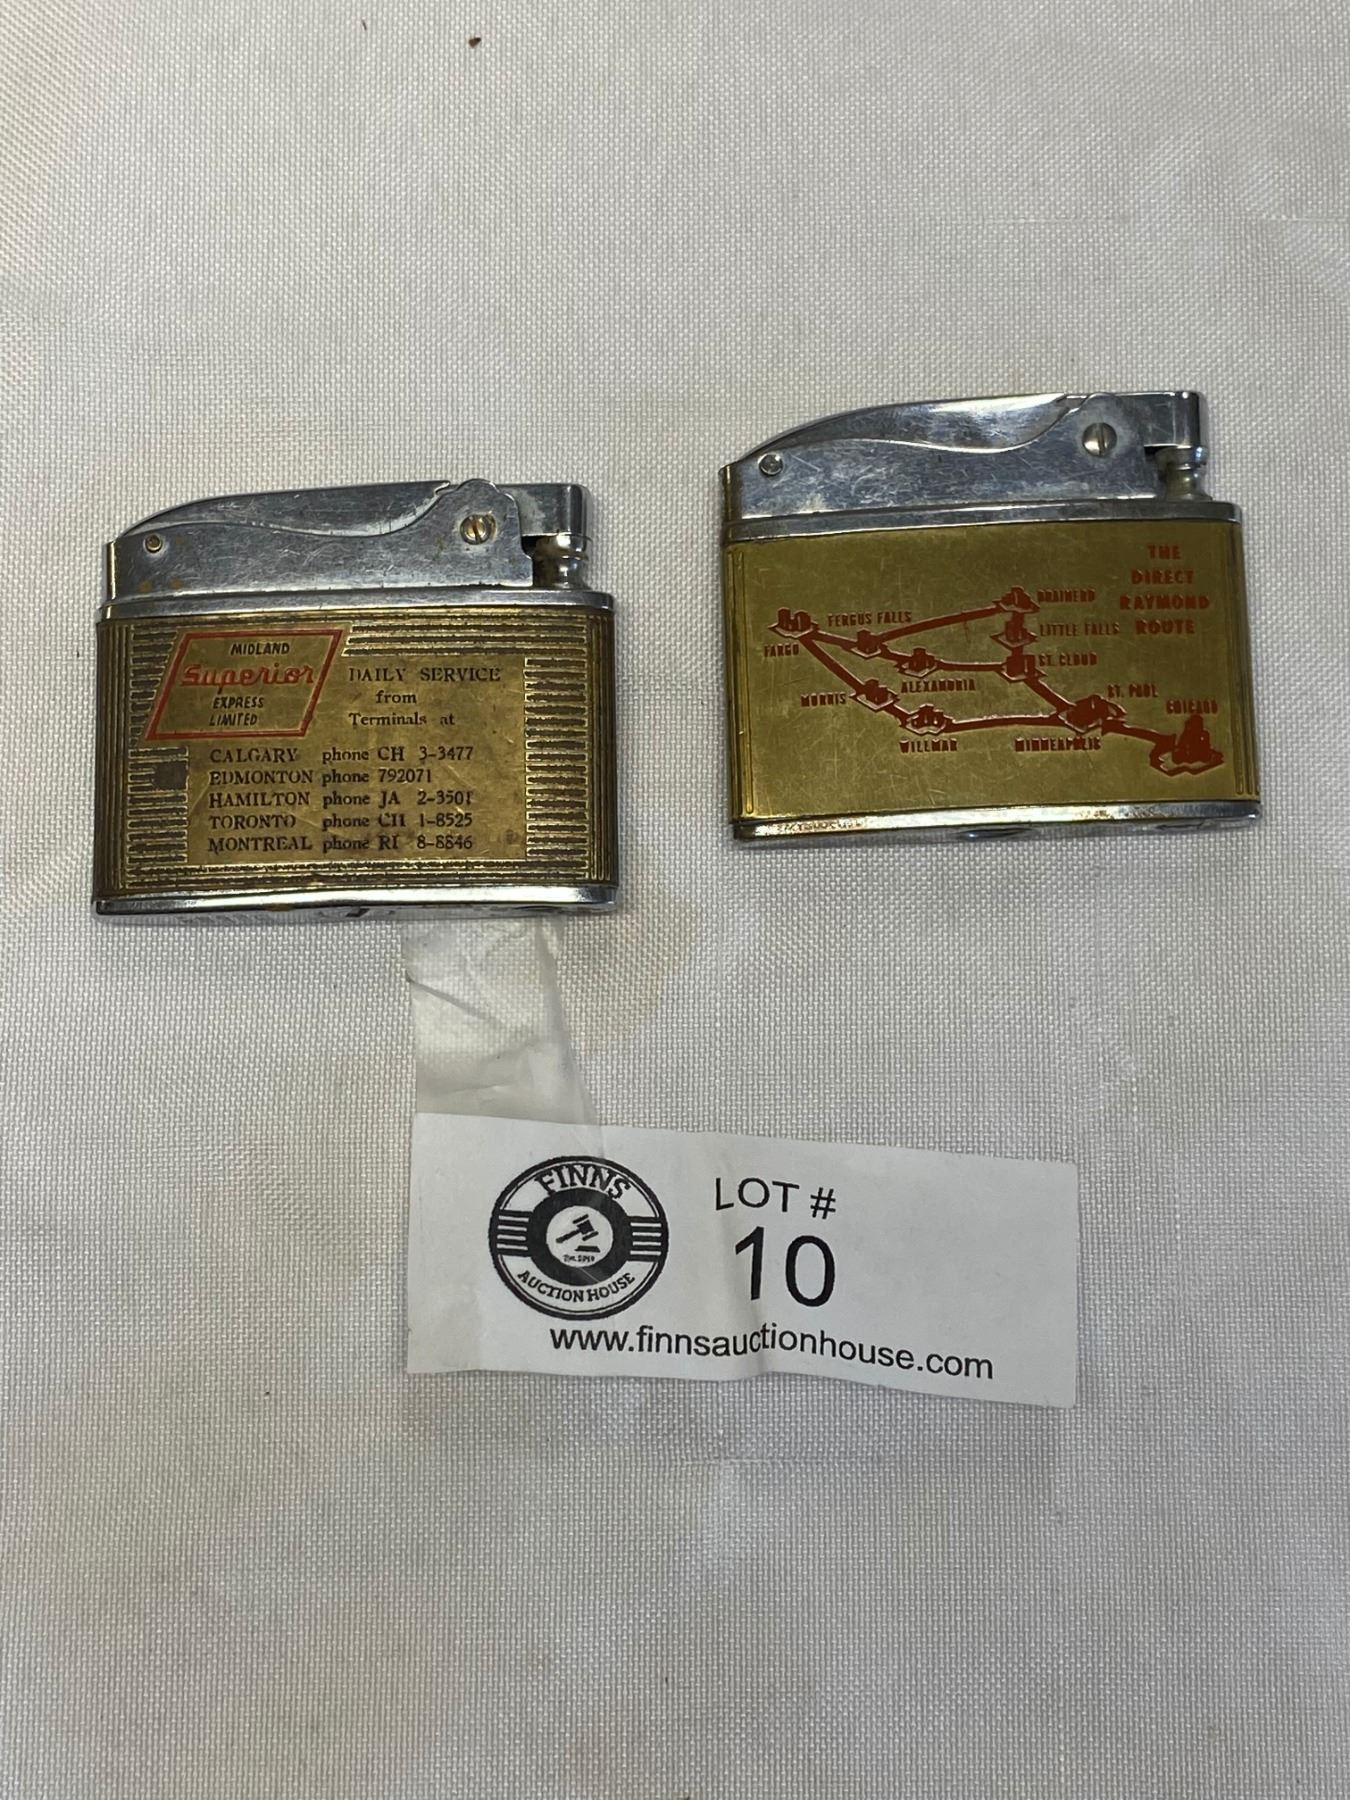 MIDLAND
Superior
EXPRESS
LIMITED
DAILY SERVICE
from
Terminals at
CALGARY phone CH 3-3477
EDMONTON phone 792071
HAMILTON phone JA 2-3501
TORONTO phone CH 1-8525
MONTREAL phone RI 8-8846
THE
DIRECT
RAYMOND
ROUTE
BRAINERD
FERGUS FALLS
LITTLE FALLS
FARGO
ST. CLOUD
ALEXANDRIA
MORRIS
ST. PAUL
CHICAGO
WILLMAR
MINNEAPOLIS
FINNS
AUCTION HOUSE
LOT #
10
www.finnsauctionhouse.com